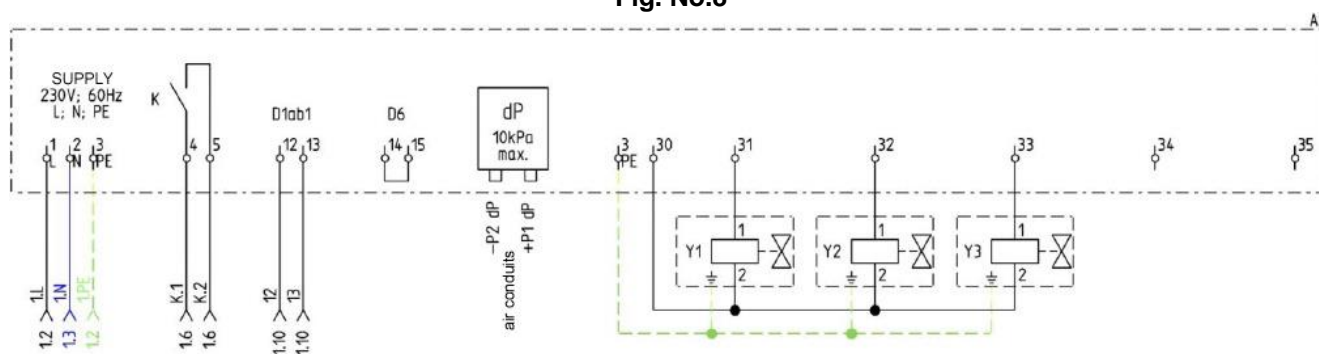 Fig. No.8
A
SUPPLY
230V; 60Hz
L; N; PE
K
D1ab1
D6
dP
10kPa
max.
1 2 3 4 5 12 13 14 15 3 30 31 32 33 34 35
L N PE PE
-P2 dP
+P1 dP
air conduits
Y1 1 2
Y2 1 2
Y3 1 2
1.L 1.N 1.PE K.1 K.2 12 13
1.2 1.3 1.2 1.6 1.6 1.10 1.10